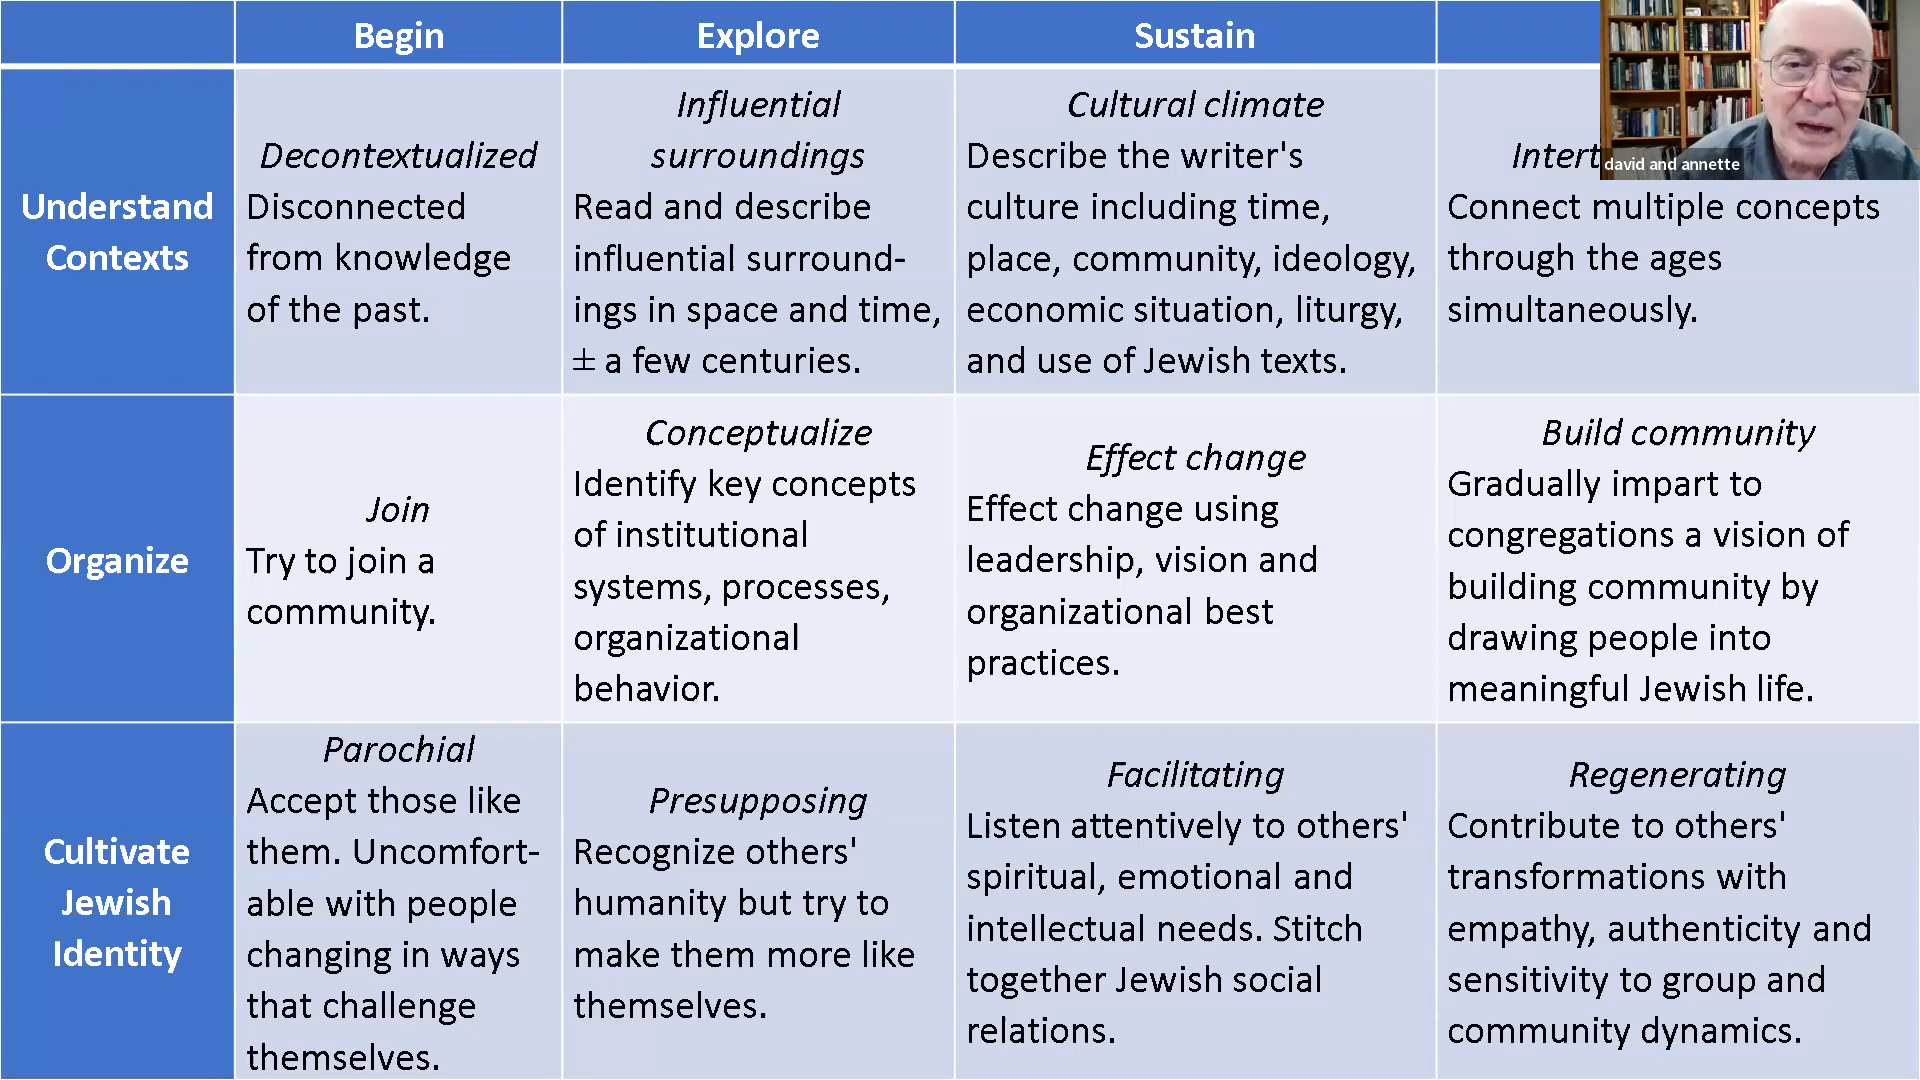 Begin
Explore
Sustain
Understand
Contexts
Decontextualized
Disconnected
from knowledge
of the past.
Influential
surroundings
Read and describe
influential surround-
ings in space and time,
± a few centuries.
Cultural climate
Describe the writer's
culture including time,
place, community, ideology,
economic situation, liturgy,
and use of Jewish texts.
Connect multiple concepts
through the ages
simultaneously.
david and annette
Organize
Join
Try to join a
community.
Conceptualize
Identify key concepts
of institutional
systems, processes,
organizational
behavior.
Effect change
Effect change using
leadership, vision and
organizational best
practices.
Build community
Gradually impart to
congregations a vision of
building community by
drawing people into
meaningful Jewish life.
Cultivate
Jewish
Identity
Parochial
Accept those like
them. Uncomfort-
able with people
changing in ways
that challenge
themselves.
Presupposing
Recognize others'
humanity but try to
make them more like
themselves.
Facilitating
Listen attentively to others'
spiritual, emotional and
intellectual needs. Stitch
together Jewish social
relations.
Regenerating
Contribute to others'
transformations with
empathy, authenticity and
sensitivity to group and
community dynamics.